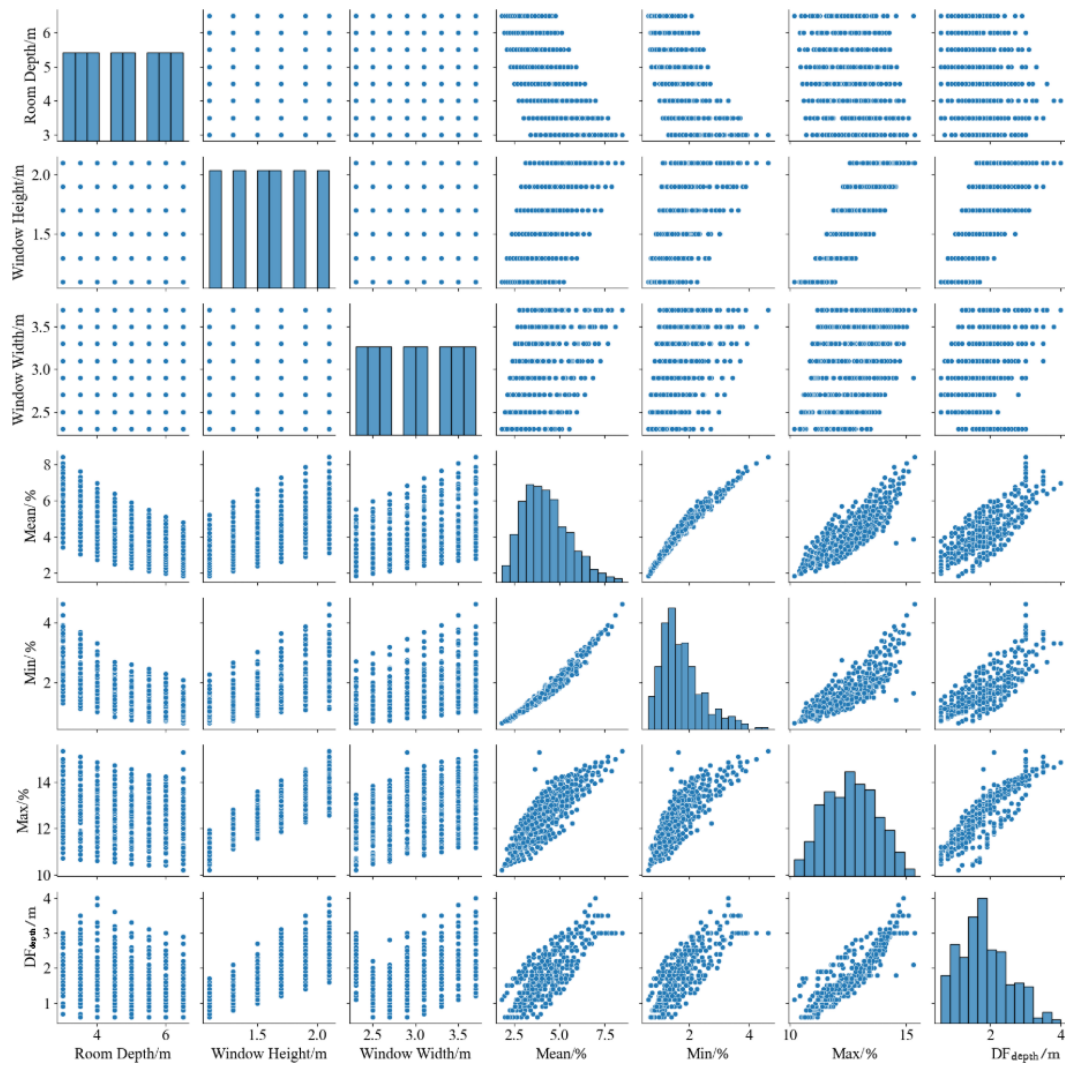 Room Depth/m
6
5
4
3
Window Height/m
2.0
1.5
Window Width/m
3.5
3.0
2.5
Mean/%
8
6
4
2
Min/%
4
2
Max/%
14
12
10
DFdepth/m
4
3
2
1
4 6 1.5 2.0 2.5 3.0 3.5 2.5 5.0 7.5 2 4 10 15 2 4
Room Depth/m Window Height/m Window Width/m Mean/% Min/% Max/% DFdepth/m